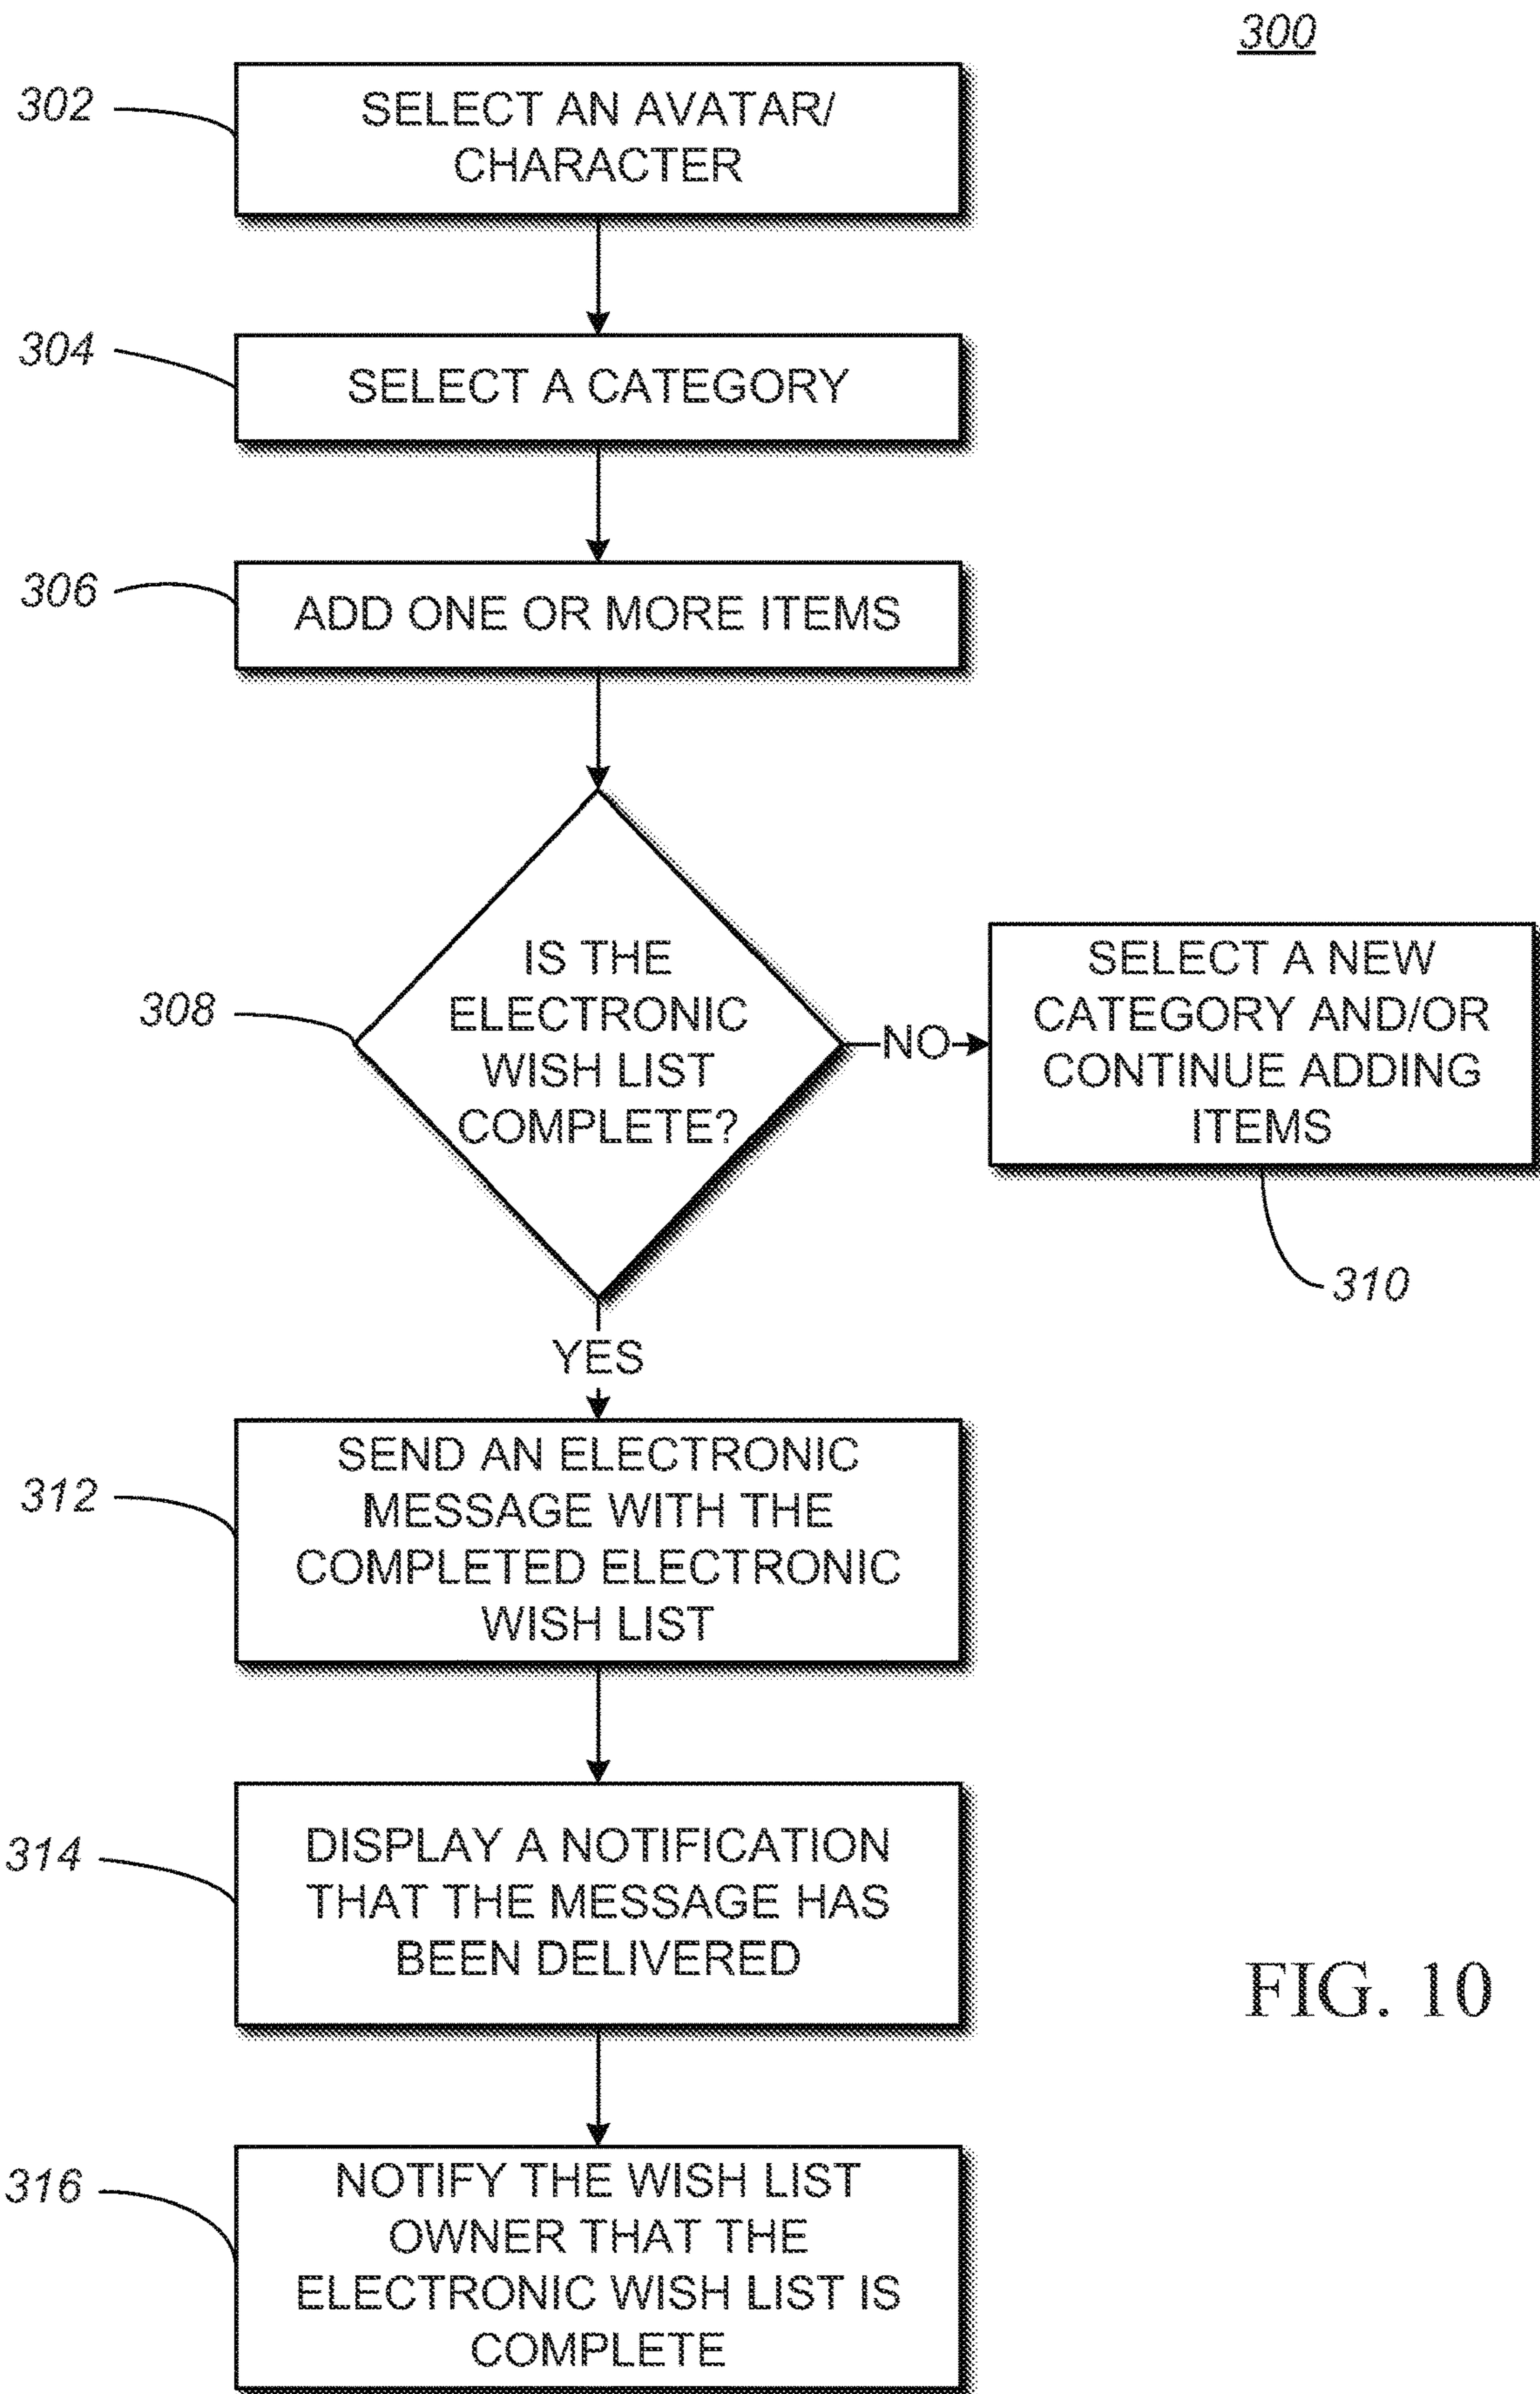 300
302
SELECT AN AVATAR/
CHARACTER
304
SELECT A CATEGORY
306
ADD ONE OR MORE ITEMS
308
IS THE
ELECTRONIC
WISH LIST
COMPLETE?
NO
SELECT A NEW
CATEGORY AND/OR
CONTINUE ADDING
ITEMS
310
YES
312
SEND AN ELECTRONIC
MESSAGE WITH THE
COMPLETED ELECTRONIC
WISH LIST
314
DISPLAY A NOTIFICATION
THAT THE MESSAGE HAS
BEEN DELIVERED
FIG. 10
316
NOTIFY THE WISH LIST
OWNER THAT THE
ELECTRONIC WISH LIST IS
COMPLETE